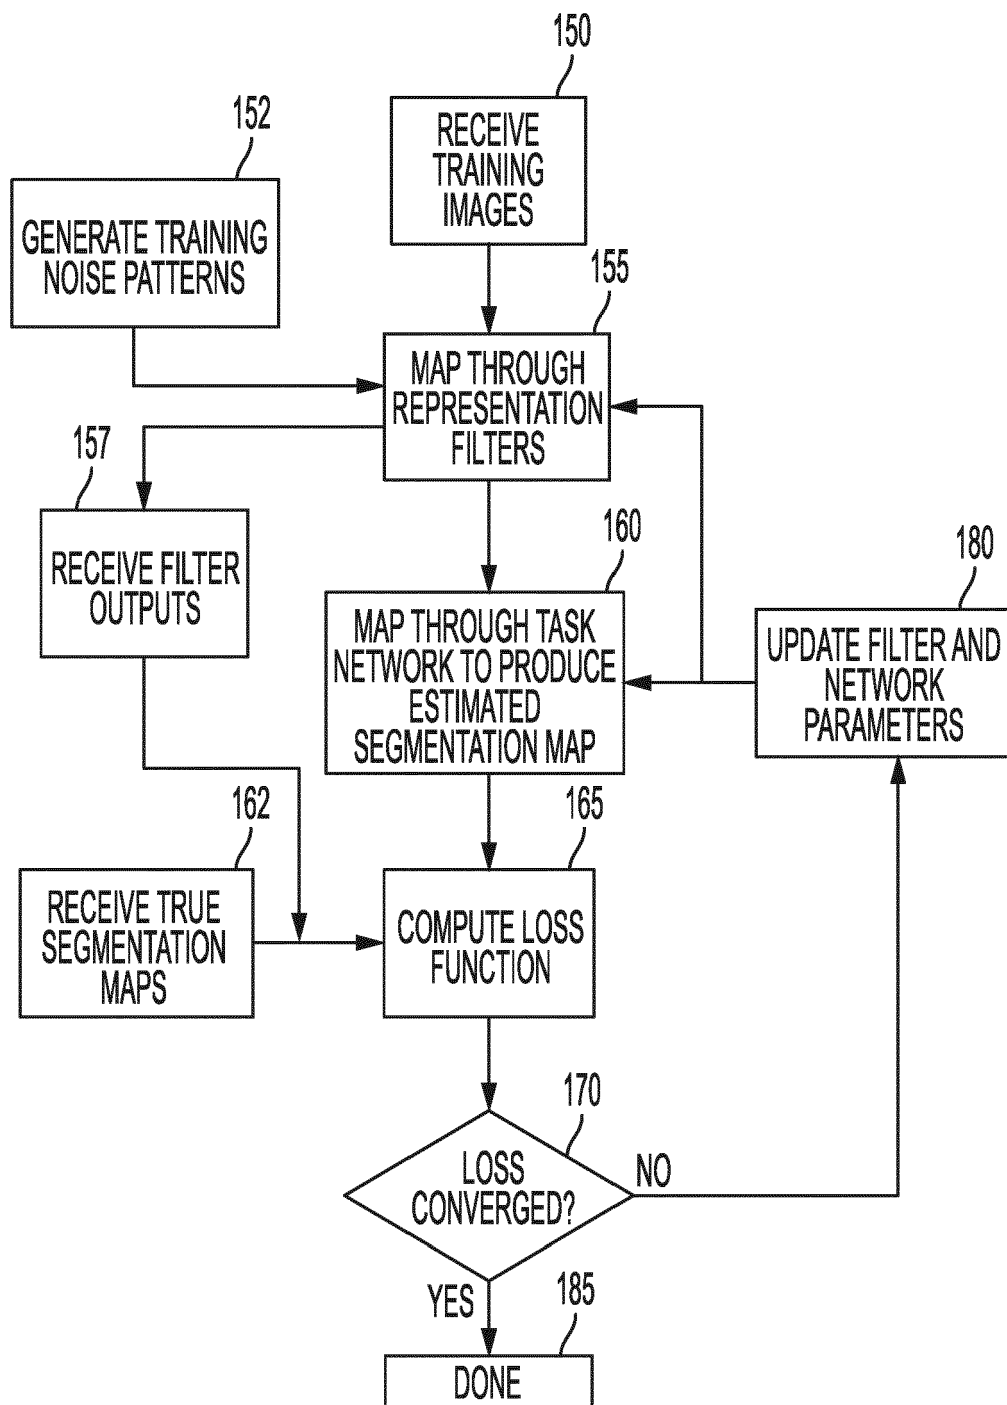 150
RECEIVE
TRAINING
IMAGES
152
GENERATE TRAINING
NOISE PATTERNS
155
MAP THROUGH
REPRESENTATION
FILTERS
157
RECEIVE FILTER
OUTPUTS
160
MAP THROUGH TASK
NETWORK TO PRODUCE
ESTIMATED
SEGMENTATION MAP
180
UPDATE FILTER AND
NETWORK
PARAMETERS
162
RECEIVE TRUE
SEGMENTATION
MAPS
165
COMPUTE LOSS
FUNCTION
170
LOSS
CONVERGED?
NO
YES
185
DONE